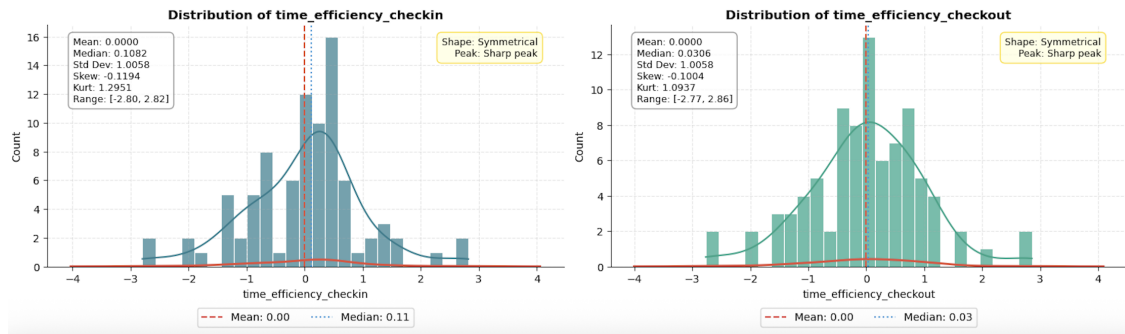 Distribution of time_efficiency_checkin
Mean: 0.0000
Median: 0.1082
Std Dev: 1.0058
Skew: -0.1194
Kurt: 1.2951
Range: [-2.80, 2.82]
Shape: Symmetrical
Peak: Sharp peak
Count
16
14
12
10
8
6
4
2
0
−4 −3 −2 −1 0 1 2 3 4
time_efficiency_checkin
Mean: 0.00 Median: 0.11
Distribution of time_efficiency_checkout
Mean: 0.0000
Median: 0.0306
Std Dev: 1.0058
Skew: -0.1004
Kurt: 1.0937
Range: [-2.77, 2.86]
Shape: Symmetrical
Peak: Sharp peak
Count
12
10
8
6
4
2
0
−4 −3 −2 −1 0 1 2 3 4
time_efficiency_checkout
Mean: 0.00 Median: 0.03